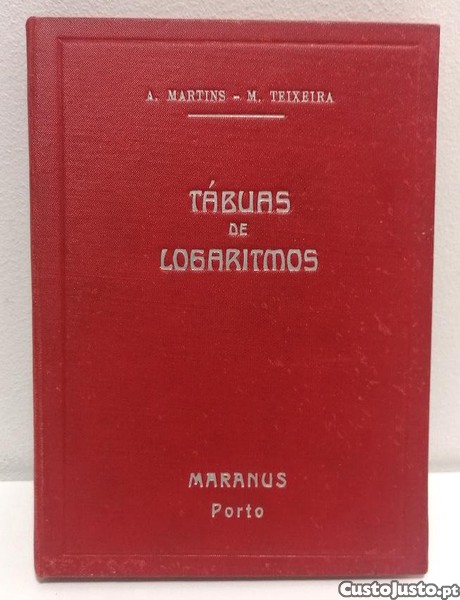 A. MARTINS - M. TEIXEIRA
TÁBUAS
DE
LOGARITMOS
MARANUS
Porto
CustoJusto.pt